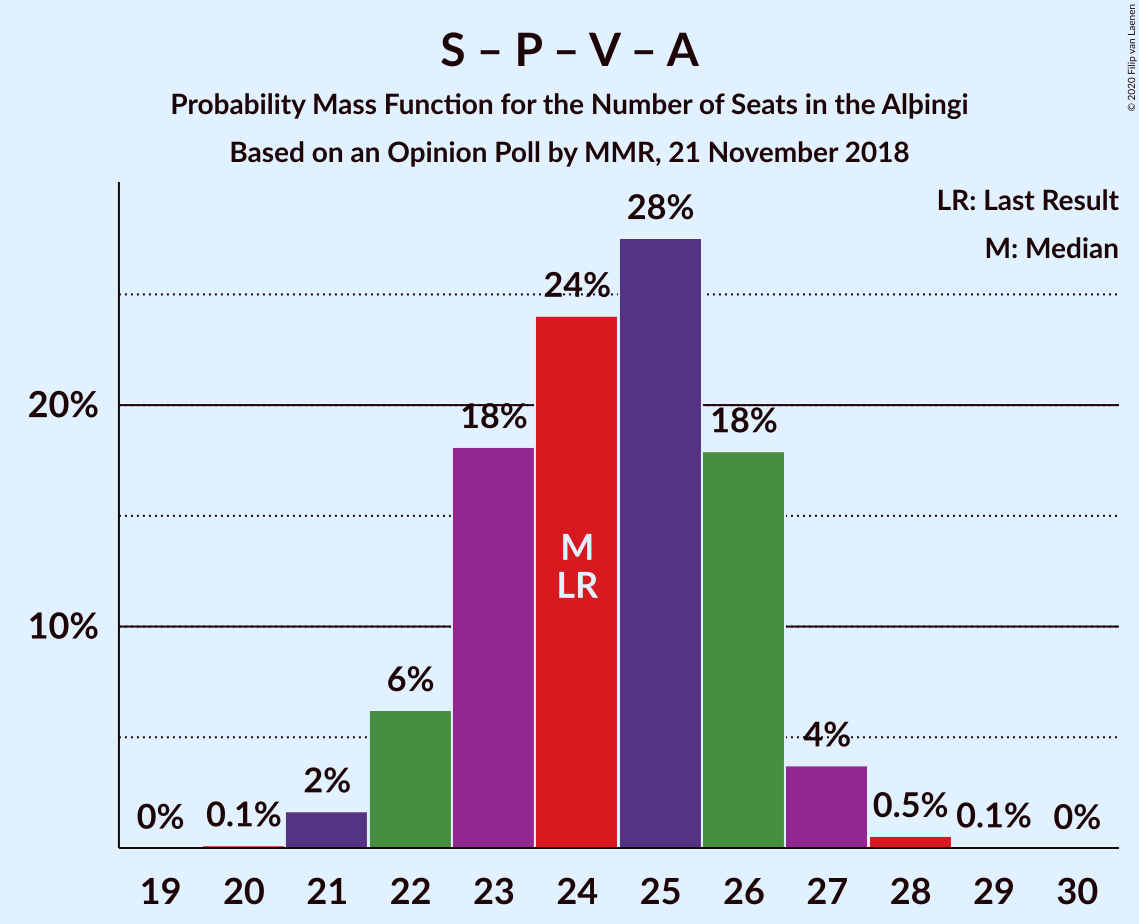 S – P – V – A
Probability Mass Function for the Number of Seats in the Alþingi
Based on an Opinion Poll by MMR, 21 November 2018
© 2020 Filip van Laenen
LR: Last Result
M: Median
28%
24%
20%
18%
18%
M
LR
10%
6%
4%
2%
0%
0.1%
0.5%
0.1%
0%
19 20 21 22 23 24 25 26 27 28 29 30